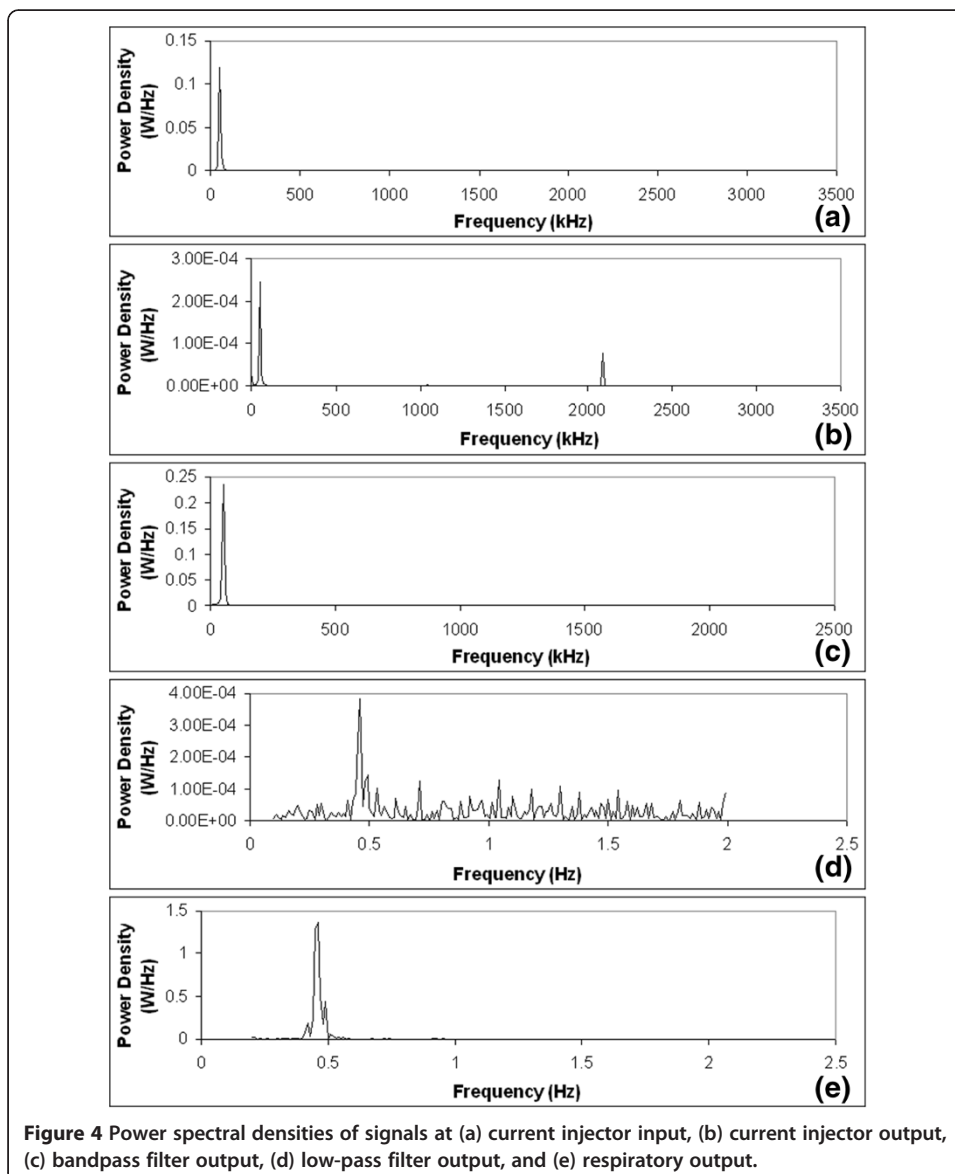 0.15
0.1
0.05
0
Power Density
(W/Hz)
0 500 1000 1500 2000 2500 3000 3500
Frequency (kHz)
(a)
3.00E-04
2.00E-04
1.00E-04
0.00E+00
Power Density
(W/Hz)
0 500 1000 1500 2000 2500 3000 3500
Frequency (kHz)
(b)
0.25
0.2
0.15
0.1
0.05
0
Power Density
(W/Hz)
0 500 1000 1500 2000 2500
Frequency (kHz)
(c)
4.00E-04
3.00E-04
2.00E-04
1.00E-04
0.00E+00
Power Density
(W/Hz)
0 0.5 1 1.5 2 2.5
Frequency (Hz)
(d)
1.5
1
0.5
0
Power Density
(W/Hz)
0 0.5 1 1.5 2 2.5
Frequency (Hz)
(e)
Figure 4 Power spectral densities of signals at (a) current injector input, (b) current injector output,
(c) bandpass filter output, (d) low-pass filter output, and (e) respiratory output.